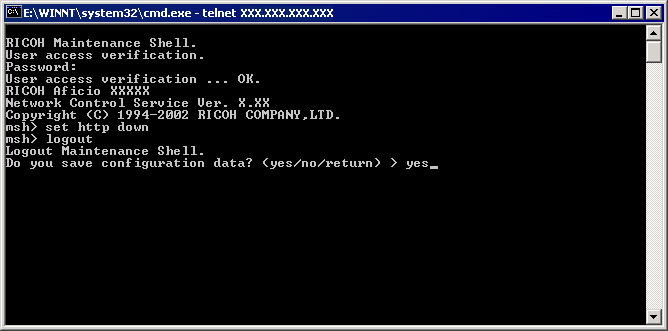 E:\WINNT\system32\cmd.exe - telnet XXX.XXX.XXX.XXX
RICOH Maintenance Shell.
User access verification.
Password:
User access verification ... OK.
RICOH Aficio XXXXX
Network Control Service Ver. X.XX
Copyright (C) 1994-2002 RICOH COMPANY,LTD.
msh> set http down
msh> logout
Logout Maintenance Shell.
Do you save configuration data? (yes/no/return) > yes_